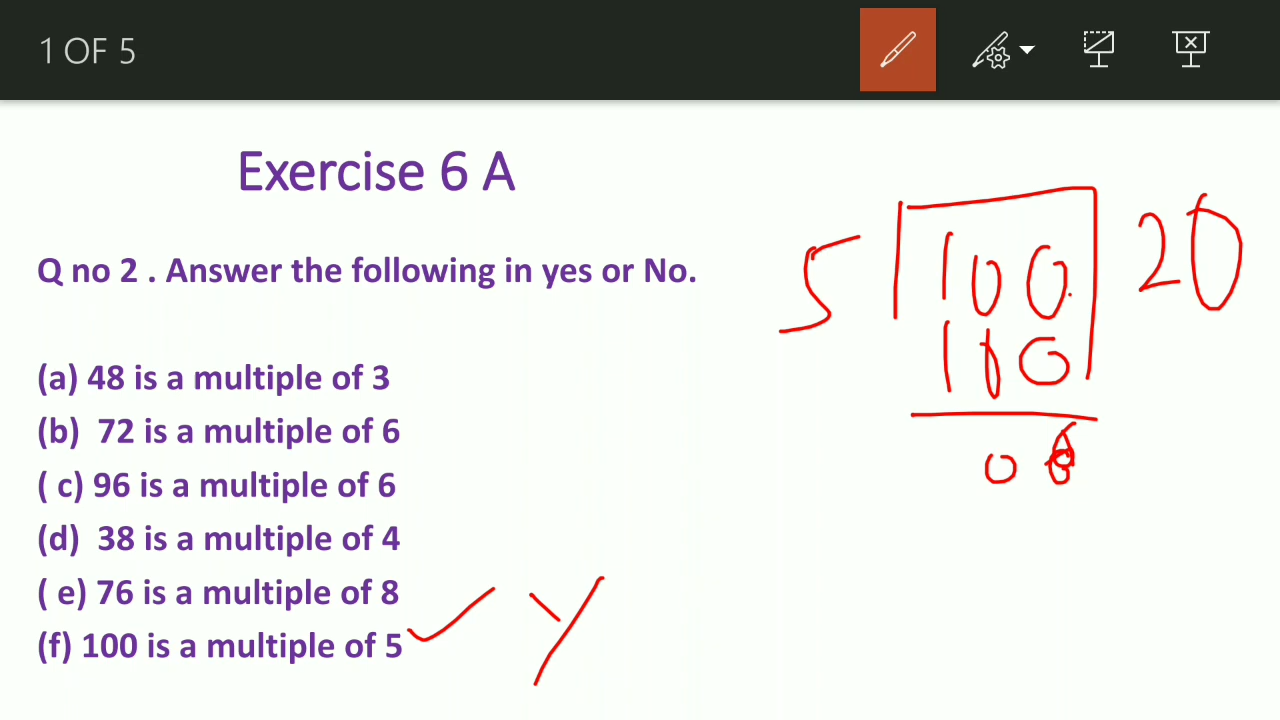 1 OF 5
Exercise 6 A
Q no 2 . Answer the following in yes or No.
(a) 48 is a multiple of 3
(b) 72 is a multiple of 6
( c) 96 is a multiple of 6
(d) 38 is a multiple of 4
( e) 76 is a multiple of 8
(f) 100 is a multiple of 5 ✓ Y
5 100 20
100
0 0